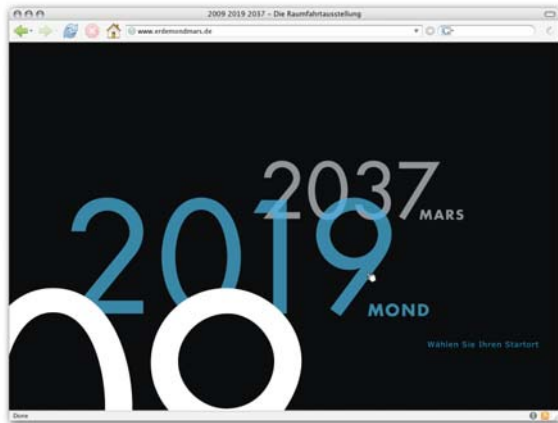 2009 2019 2037 – Die Raumfahrtausstellung
www.erdemondmars.de
2037 MARS
2019 MOND
Wählen Sie Ihren Startort
Done